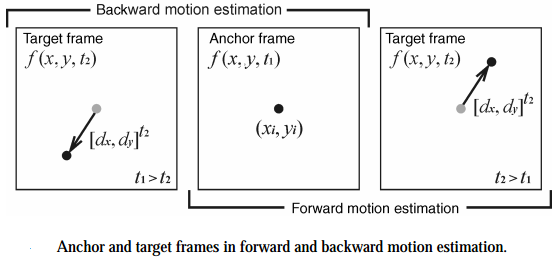 Backward motion estimation
Target frame
f(x, y, t₂)
[dx, dy]ᵗ²
t₁>t₂
Anchor frame
f(x, y, t₁)
(xi, yi)
Target frame
f(x, y, t₂)
[dx, dy]ᵗ²
t₂>t₁
Forward motion estimation
Anchor and target frames in forward and backward motion estimation.